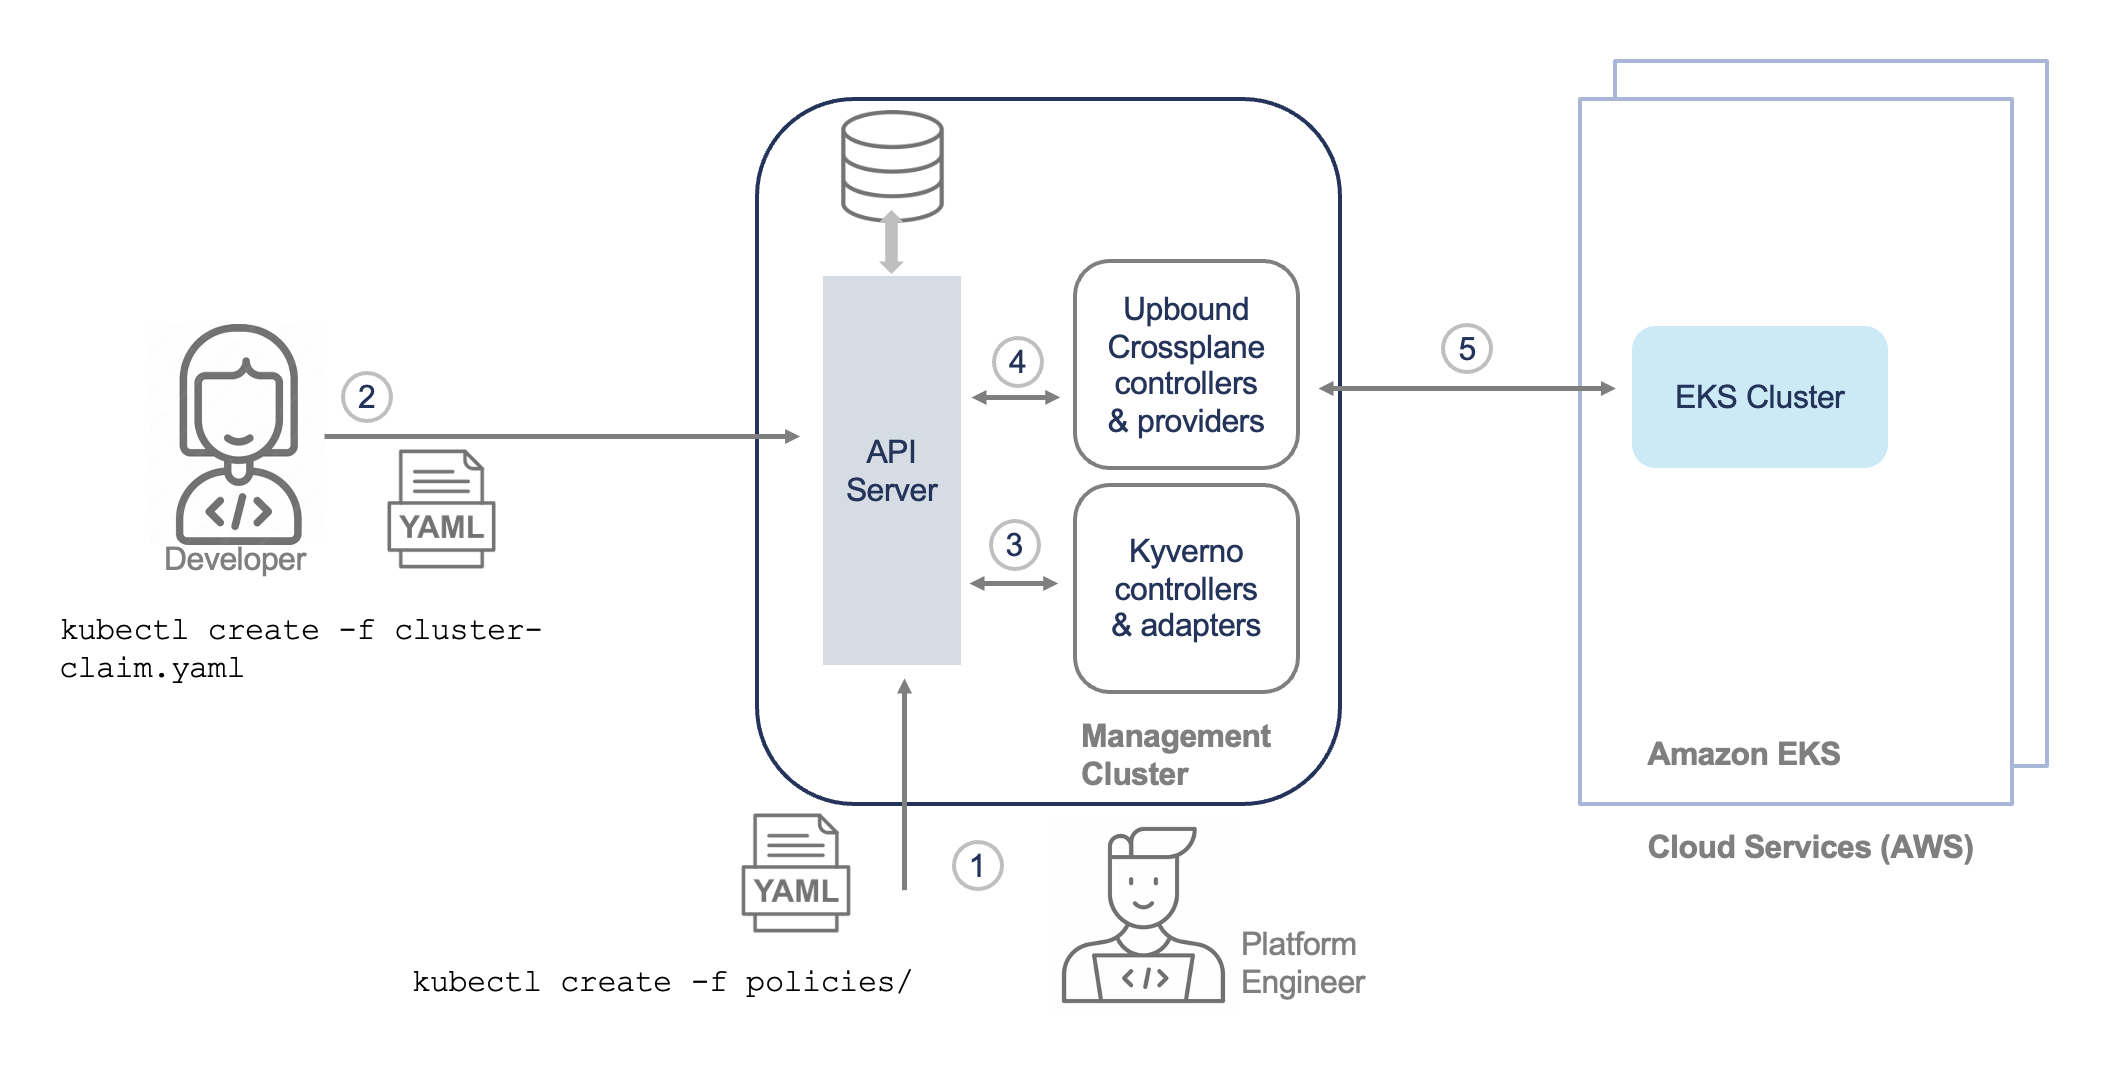 2
YAML
Developer
kubectl create -f cluster-
claim.yaml
API
Server
4
Upbound
Crossplane
controllers
& providers
3
Kyverno
controllers
& adapters
Management
Cluster
5
EKS Cluster
Amazon EKS
Cloud Services (AWS)
1
YAML
kubectl create -f policies/
Platform
Engineer